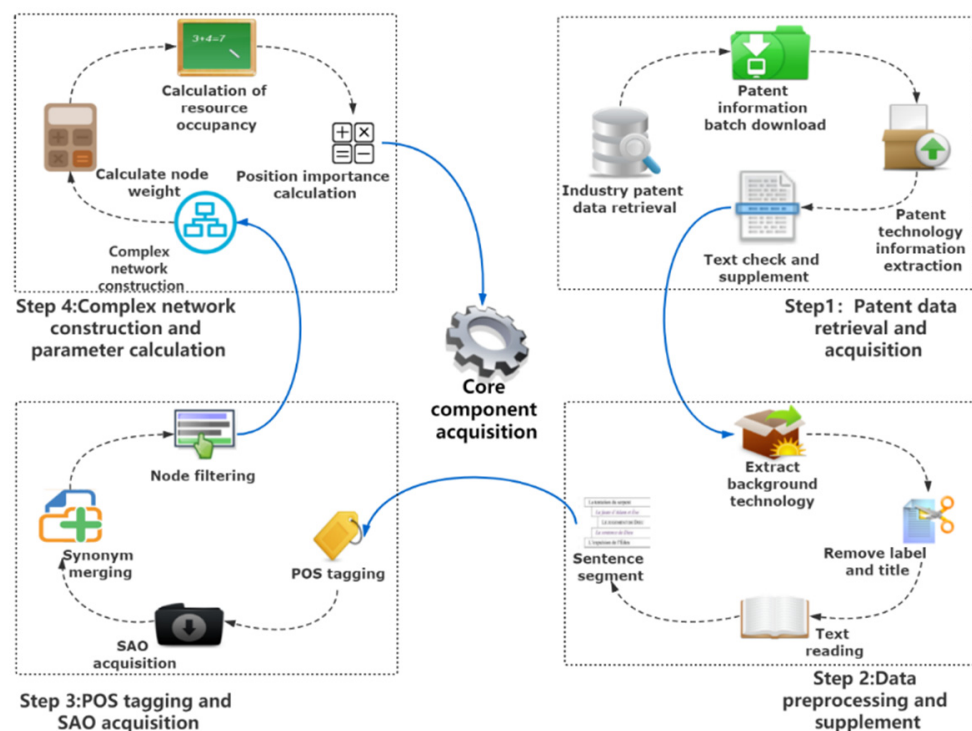 3+4=7
Calculation of
resource
occupancy
Calculate node
weight
Position importance
calculation
Complex
network
construction
Step 4:Complex network
construction and
parameter calculation
Patent
information
batch download
Industry patent
data retrieval
Text check and
supplement
Patent
technology
information
extraction
Step1: Patent data
retrieval and
acquisition
Core
component
acquisition
Node filtering
Synonym
merging
POS tagging
SAO
acquisition
Step 3:POS tagging and
SAO acquisition
Extract
background
technology
Sentence
segment
Remove label
and title
Text
reading
Step 2:Data
preprocessing and
supplement